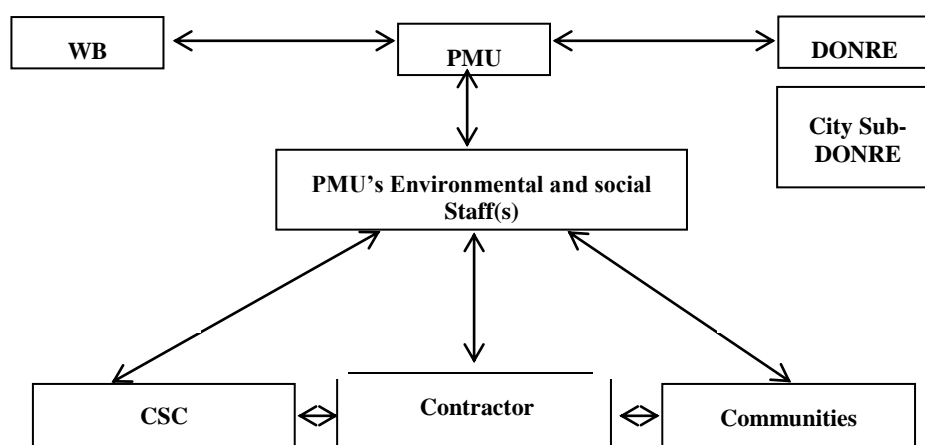 WB
PMU
DONRE
City Sub-
DONRE
PMU’s Environmental and social
Staff(s)
CSC
Contractor
Communities